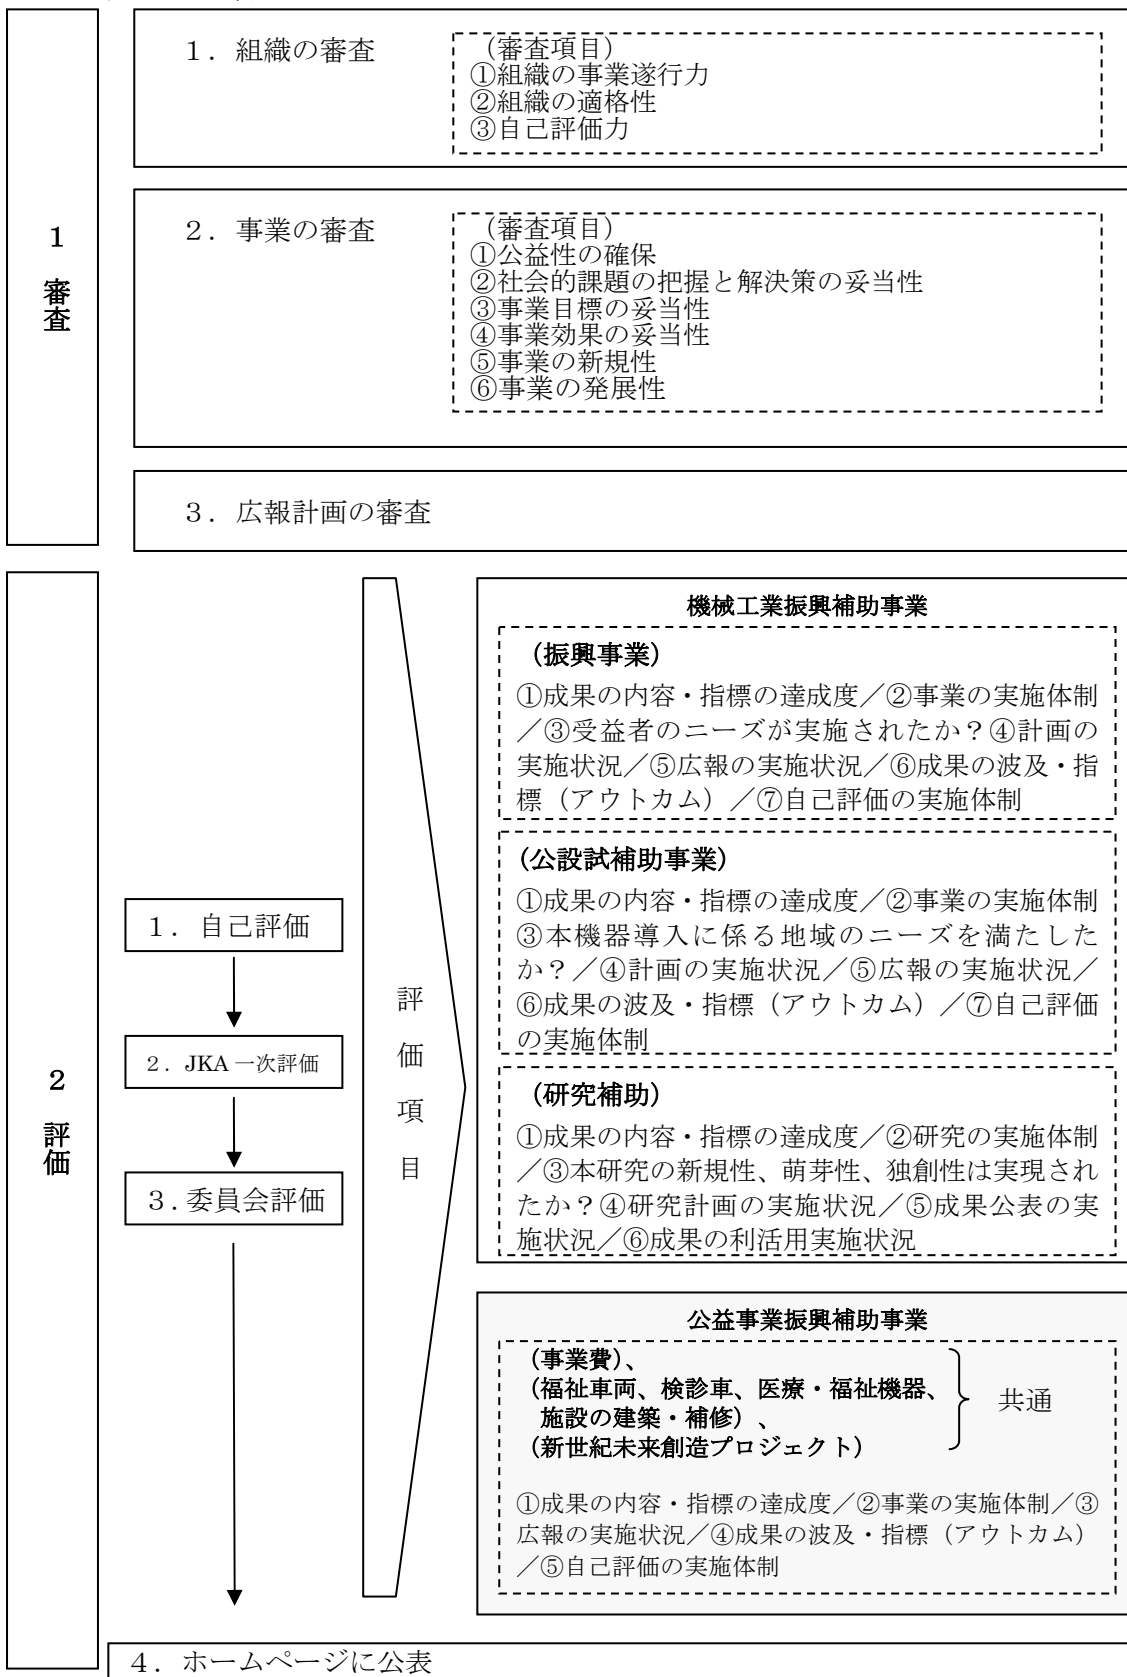 1 審査
1．組織の審査
（審査項目）
①組織の事業遂行力
②組織の適格性
③自己評価力
2．事業の審査
（審査項目）
①公益性の確保
②社会的課題の把握と解決策の妥当性
③事業目標の妥当性
④事業効果の妥当性
⑤事業の新規性
⑥事業の発展性
3．広報計画の審査
2 評価
1．自己評価
2．JKA 一次評価
3.委員会評価
評価項目
機械工業振興補助事業
（振興事業）
①成果の内容・指標の達成度／②事業の実施体制
／③受益者のニーズが実施されたか？④計画の
実施状況／⑤広報の実施状況／⑥成果の波及・指
標（アウトカム）／⑦自己評価の実施体制
（公設試補助事業）
①成果の内容・指標の達成度／②事業の実施体制
③本機器導入に係る地域のニーズを満たした
か？／④計画の実施状況／⑤広報の実施状況／
⑥成果の波及・指標（アウトカム）／⑦自己評価
の実施体制
（研究補助）
①成果の内容・指標の達成度／②研究の実施体制
／③本研究の新規性、萌芽性、独創性は実現され
たか？④研究計画の実施状況／⑤成果公表の実
施状況／⑥成果の利活用実施状況
公益事業振興補助事業
（事業費）、
（福祉車両、検診車、医療・福祉機器、
施設の建築・補修）、
（新世紀未来創造プロジェクト）
共通
①成果の内容・指標の達成度／②事業の実施体制／③
広報の実施状況／④成果の波及・指標（アウトカム）
／⑤自己評価の実施体制
4．ホームページに公表